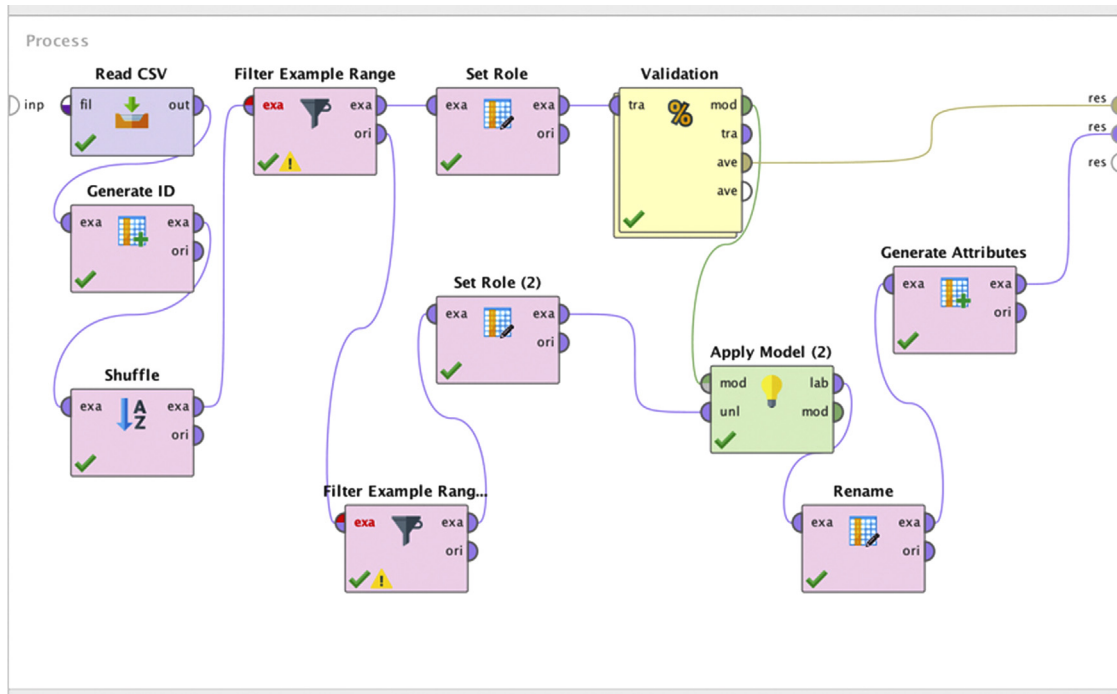 Process
Read CSV
inp
fil
out
Filter Example Range
exa
exa
ori
Set Role
exa
exa
ori
Validation
%
tra
mod
tra
ave
ave
res
res
res
Generate ID
exa
exa
ori
Shuffle
A
Z
exa
exa
ori
Filter Example Rang...
exa
exa
ori
Set Role (2)
exa
exa
ori
Apply Model (2)
mod
lab
unl
mod
Rename
exa
exa
ori
Generate Attributes
exa
exa
ori